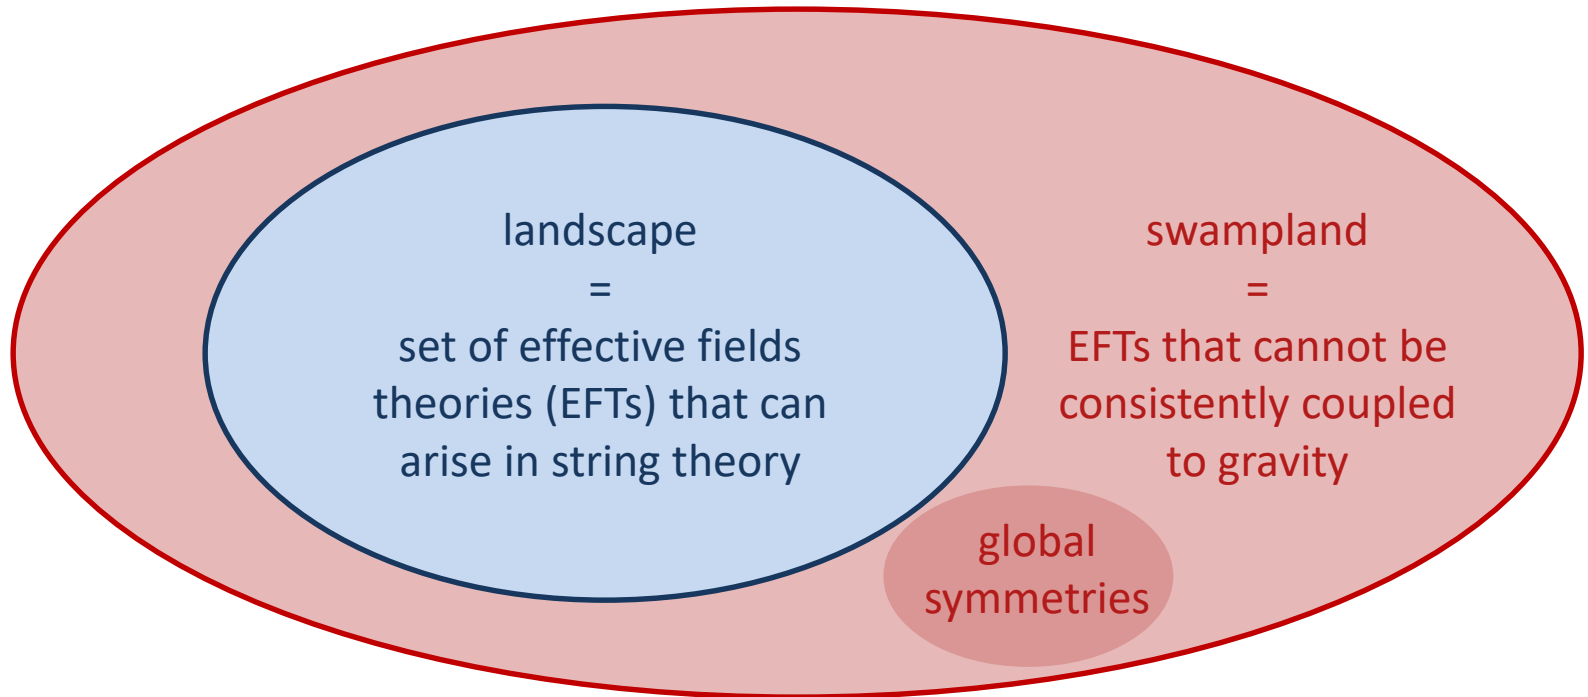 landscape
=
set of effective fields
theories (EFTs) that can
arise in string theory
swampland
=
EFTs that cannot be
consistently coupled
to gravity
global
symmetries